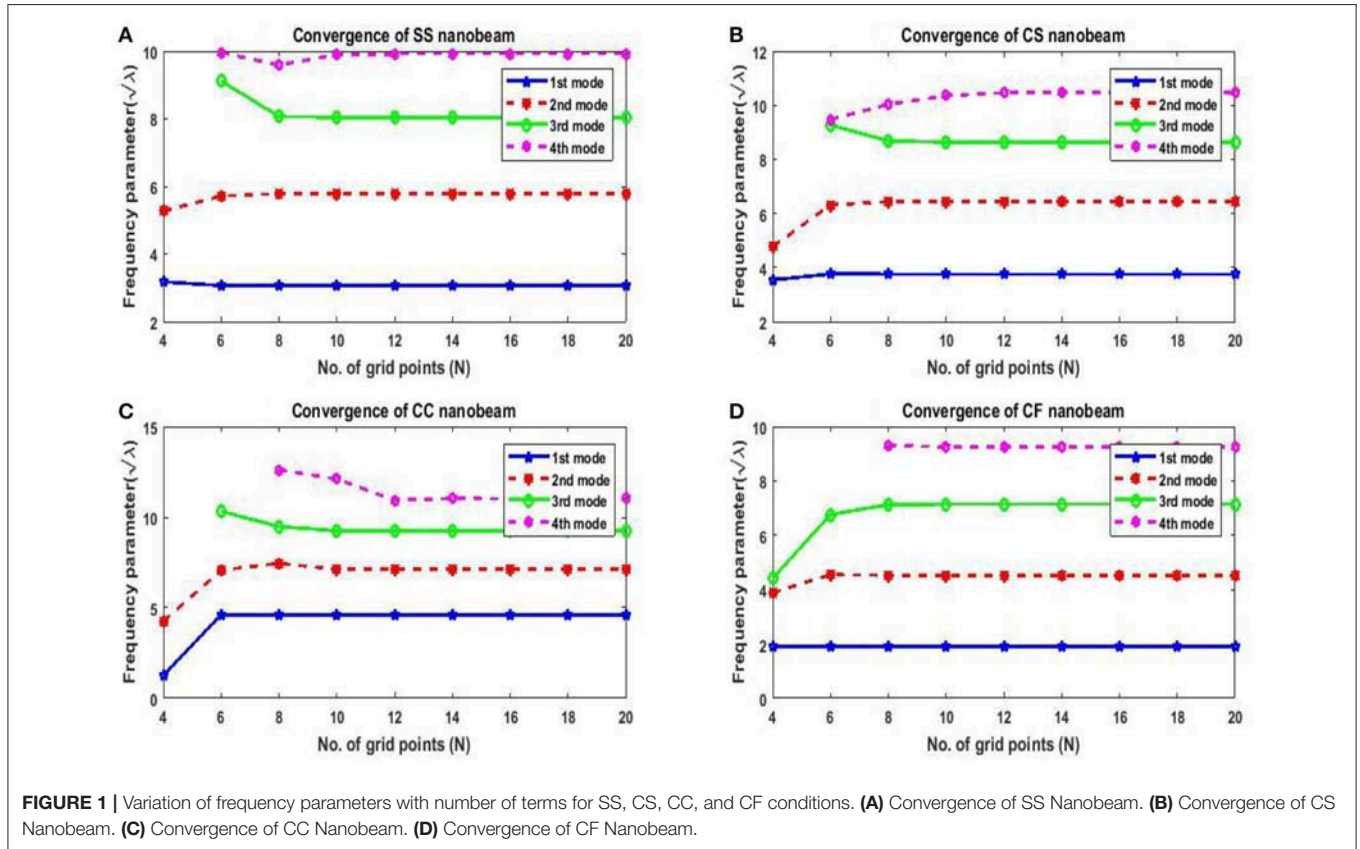 A
Convergence of SS nanobeam
10
8
6
4
2
Frequency parameter(√λ)
1st mode
2nd mode
3rd mode
4th mode
4 6 8 10 12 14 16 18 20
No. of grid points (N)
B
Convergence of CS nanobeam
12
10
8
6
4
2
Frequency parameter(√λ)
1st mode
2nd mode
3rd mode
4th mode
4 6 8 10 12 14 16 18 20
No. of grid points (N)
C
Convergence of CC nanobeam
15
10
5
0
Frequency parameter(√λ)
1st mode
2nd mode
3rd mode
4th mode
4 6 8 10 12 14 16 18 20
No. of grid points (N)
D
Convergence of CF nanobeam
10
8
6
4
2
0
Frequency parameter(√λ)
1st mode
2nd mode
3rd mode
4th mode
4 6 8 10 12 14 16 18 20
No. of grid points (N)
FIGURE 1 | Variation of frequency parameters with number of terms for SS, CS, CC, and CF conditions. (A) Convergence of SS Nanobeam. (B) Convergence of CS
Nanobeam. (C) Convergence of CC Nanobeam. (D) Convergence of CF Nanobeam.